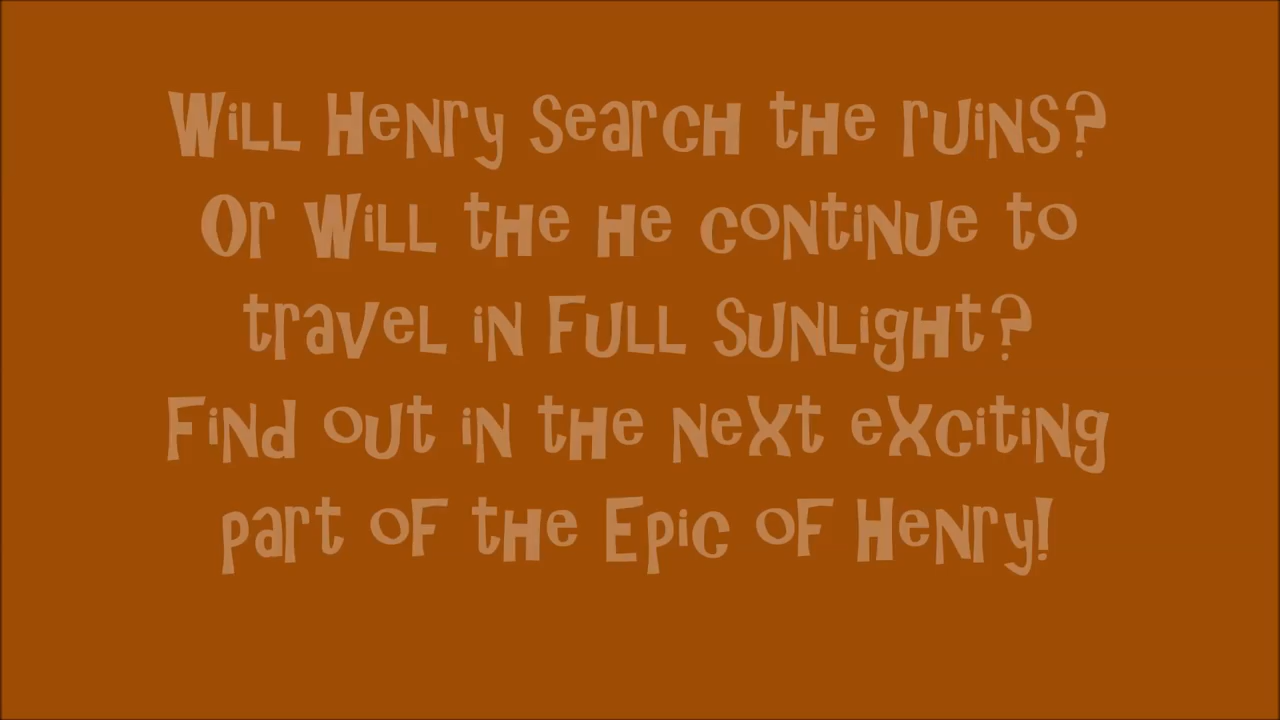 Will Henry search the ruins?
Or Will the he continue to
travel in Full Sunlight?
Find out in the next exciting
part of the Epic of Henry!